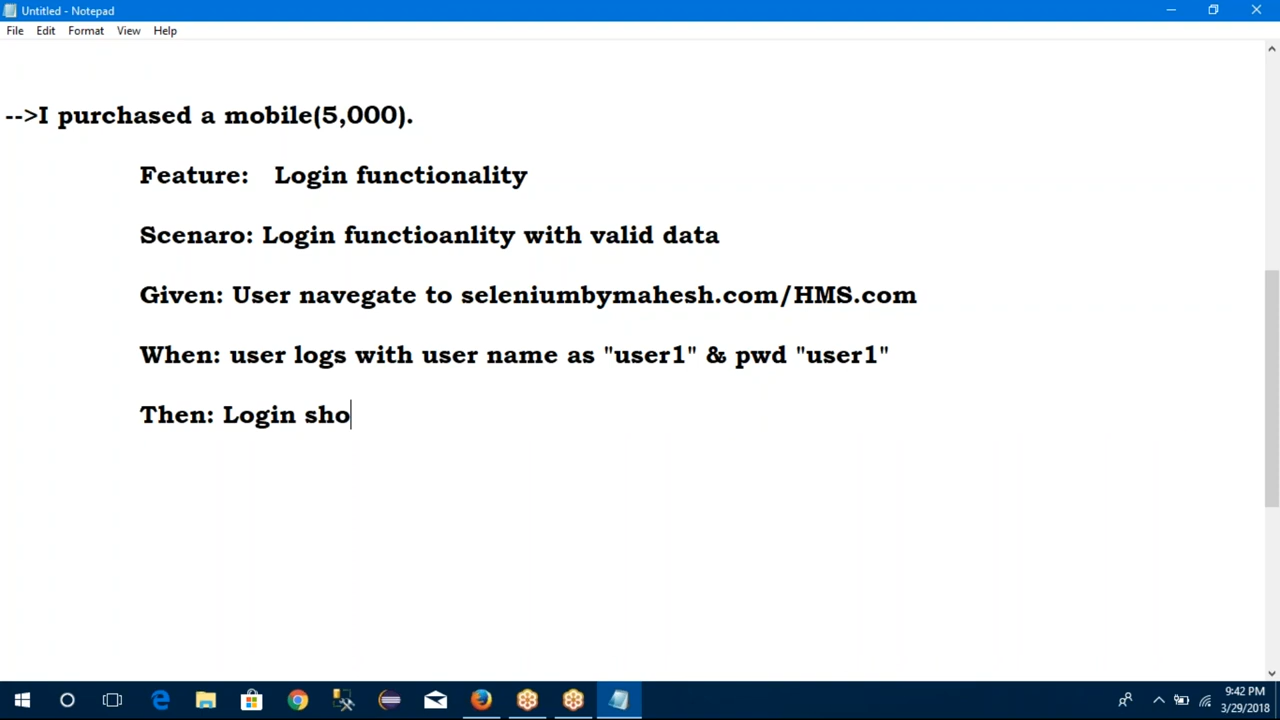 Untitled - Notepad
File Edit Format View Help
-->I purchased a mobile(5,000).
Feature: Login functionality
Scenaro: Login functioanlity with valid data
Given: User navegate to seleniumbymahesh.com/HMS.com
When: user logs with user name as "user1" & pwd "user1"
Then: Login sho
9:42 PM
3/29/2018